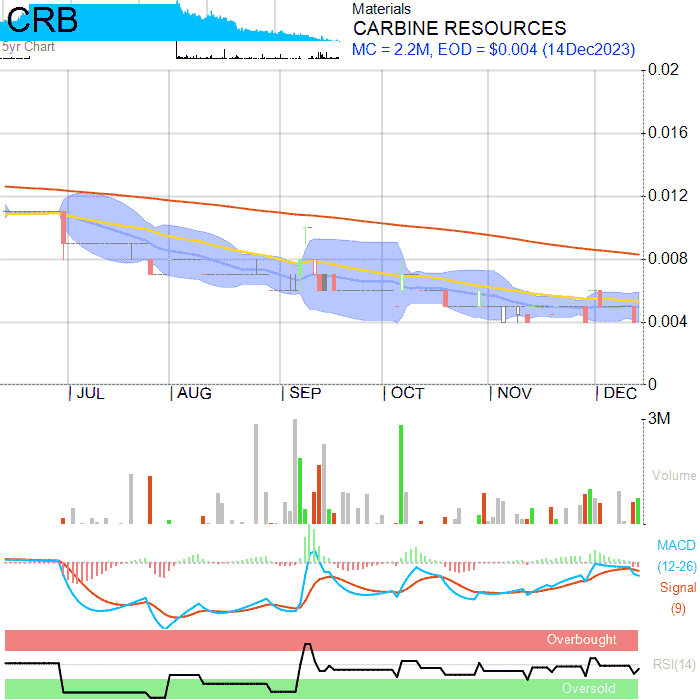 CRB
5yr Chart
Materials
CARBINE RESOURCES
MC = 2.2M, EOD = $0.004 (14Dec2023)
0.02
0.016
0.012
0.008
0.004
0
JUL AUG SEP OCT NOV DEC
3M
Volume
MACD
(12-26)
Signal
(9)
Overbought
RSI(14)
Oversold